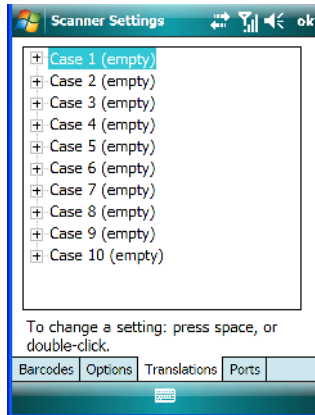 Scanner Settings ok
Case 1 (empty)
Case 2 (empty)
Case 3 (empty)
Case 4 (empty)
Case 5 (empty)
Case 6 (empty)
Case 7 (empty)
Case 8 (empty)
Case 9 (empty)
Case 10 (empty)
To change a setting: press space, or
double-click.
Barcodes Options Translations Ports